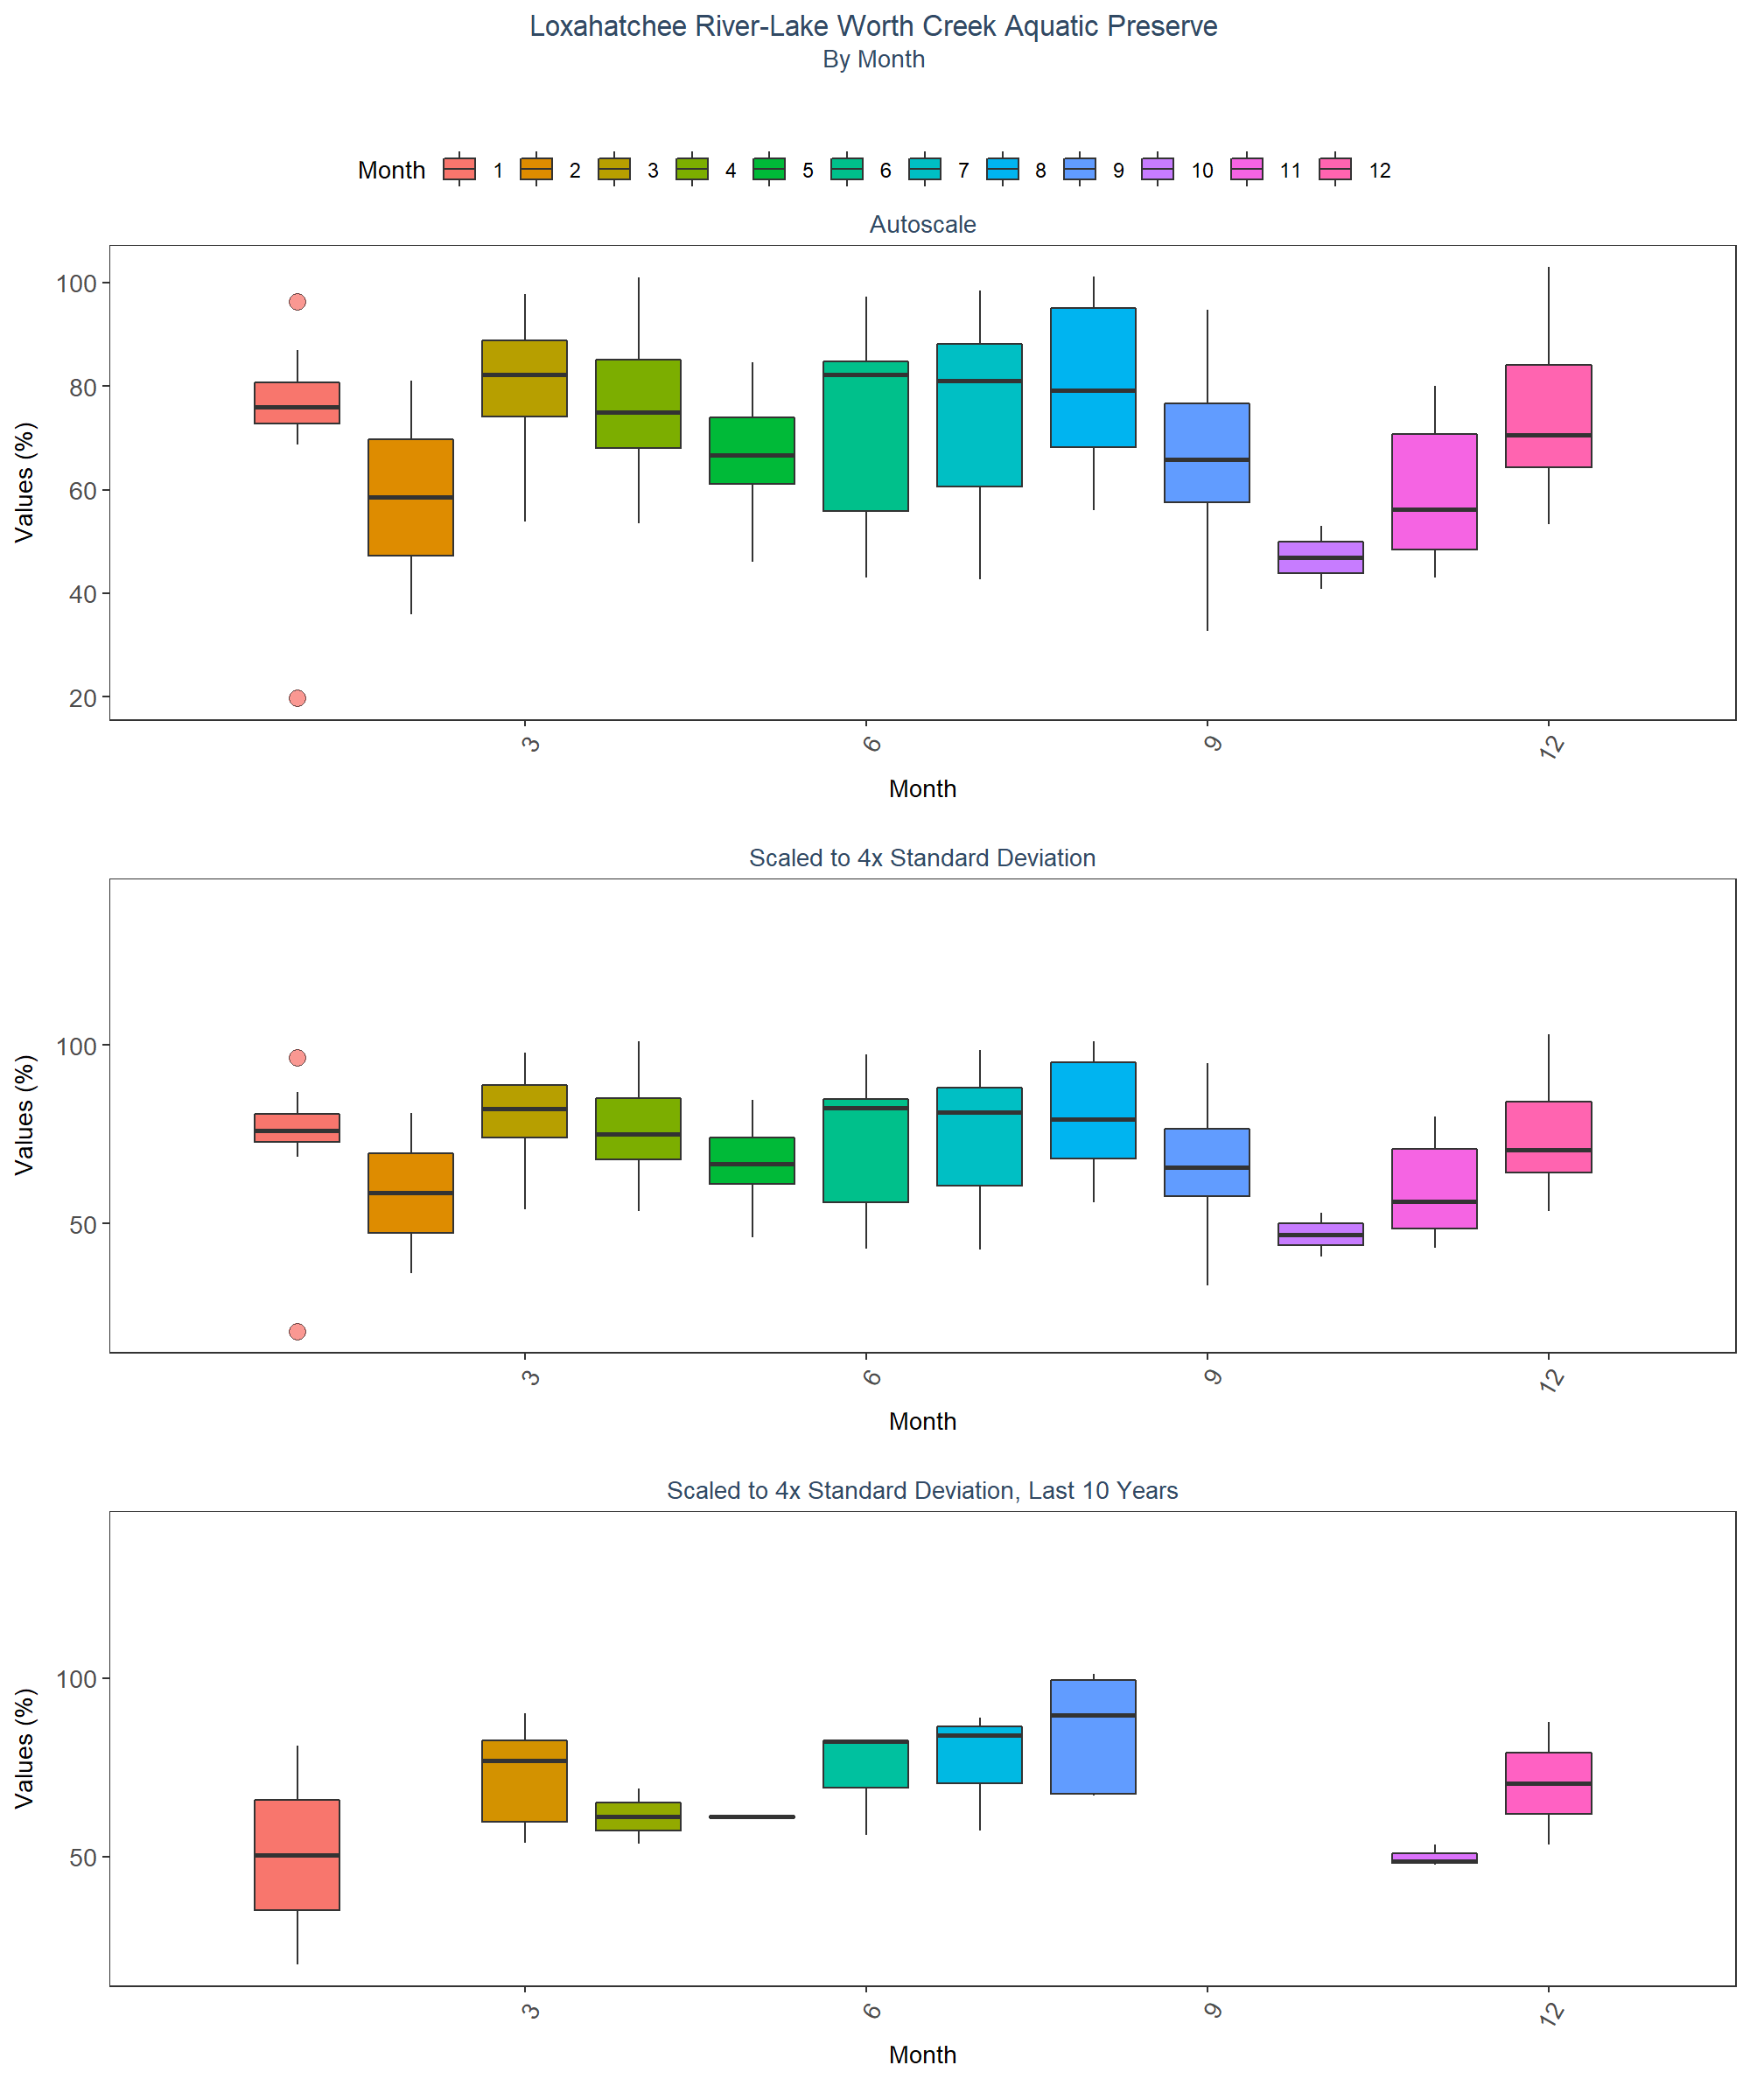 Loxahatchee River-Lake Worth Creek Aquatic Preserve
By Month
Month 1 2 3 4 5 6 7 8 9 10 11 12
Autoscale
Values (%)
100
80
60
40
20
3 6 9 12
Month
Scaled to 4x Standard Deviation
Values (%)
100
50
3 6 9 12
Month
Scaled to 4x Standard Deviation, Last 10 Years
Values (%)
100
50
3 6 9 12
Month